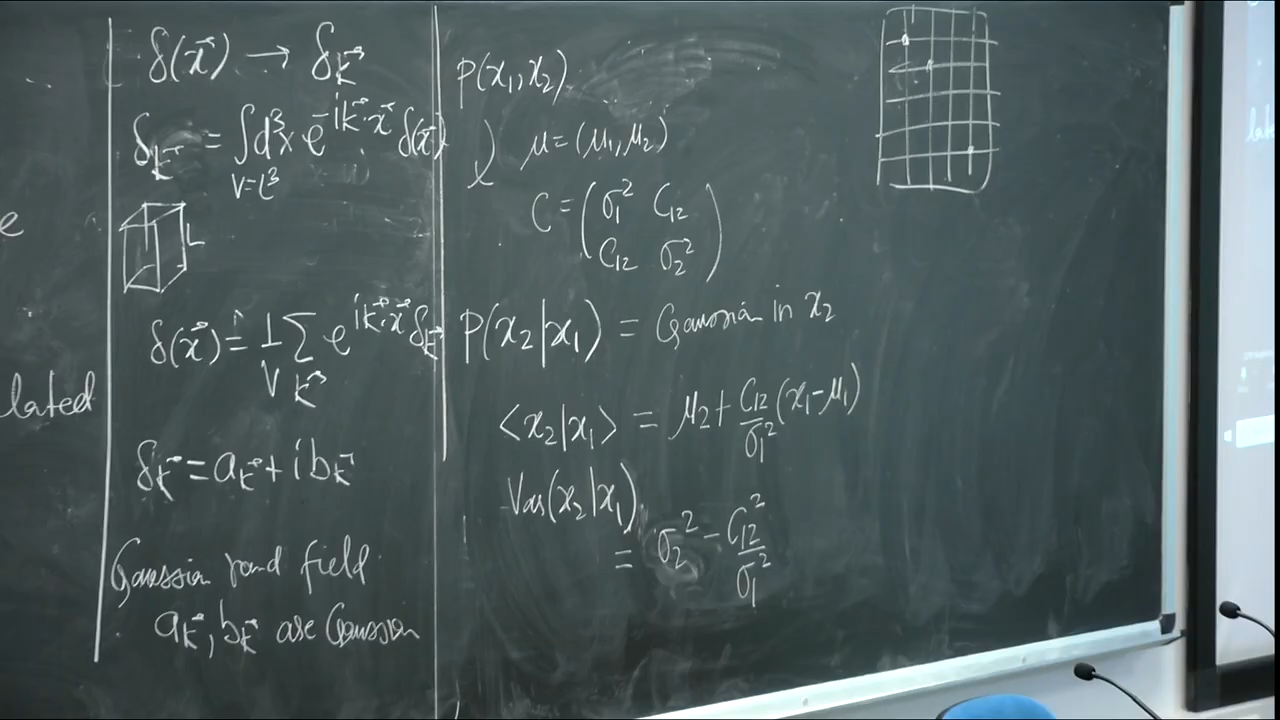 e
lated
δ(x⃗) → δ_k⃗
δ_k⃗ = ∫ d³x e^{-ik⃗·x⃗} δ(x⃗)
V=L³
L
δ(x⃗) = 1/V Σ_k⃗ e^{ik⃗·x⃗} δ_k⃗
δ_k⃗ = a_k⃗ + i b_k⃗
Gaussian rand field
a_k⃗, b_k⃗ are Gaussian
P(x₁,x₂)
μ = (μ₁, μ₂)
C = (σ₁² C₁₂
C₁₂ σ₂²)
P(x₂|x₁) = Gaussian in x₂
<x₂|x₁> = μ₂ + C₁₂/σ₁² (x₁-μ₁)
Var(x₂|x₁)
= σ₂² - C₁₂²/σ₁²